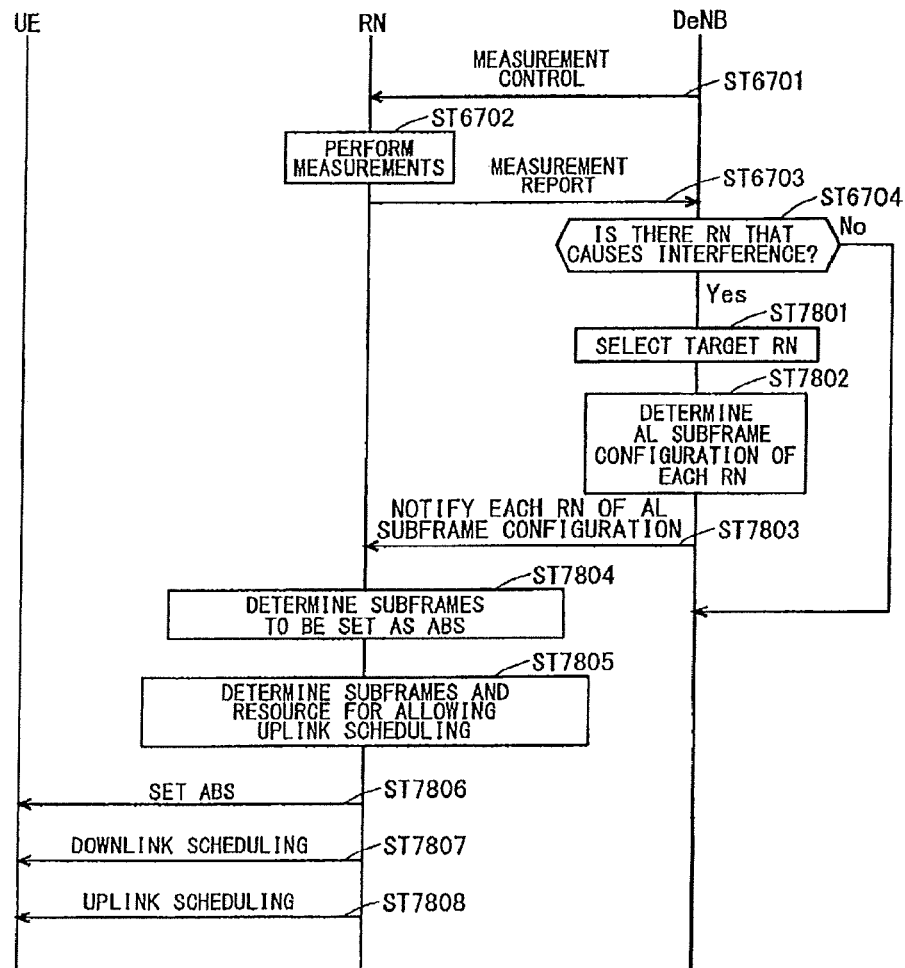 UE
RN
DeNB
MEASUREMENT
CONTROL
ST6701
ST6702
PERFORM
MEASUREMENTS
MEASUREMENT
REPORT
ST6703
ST6704
IS THERE RN THAT
CAUSES INTERFERENCE?
No
Yes
ST7801
SELECT TARGET RN
ST7802
DETERMINE
AL SUBFRAME
CONFIGURATION OF
EACH RN
NOTIFY EACH RN OF AL
SUBFRAME CONFIGURATION
ST7803
ST7804
DETERMINE SUBFRAMES
TO BE SET AS ABS
ST7805
DETERMINE SUBFRAMES AND
RESOURCE FOR ALLOWING
UPLINK SCHEDULING
SET ABS
ST7806
DOWNLINK SCHEDULING
ST7807
UPLINK SCHEDULING
ST7808